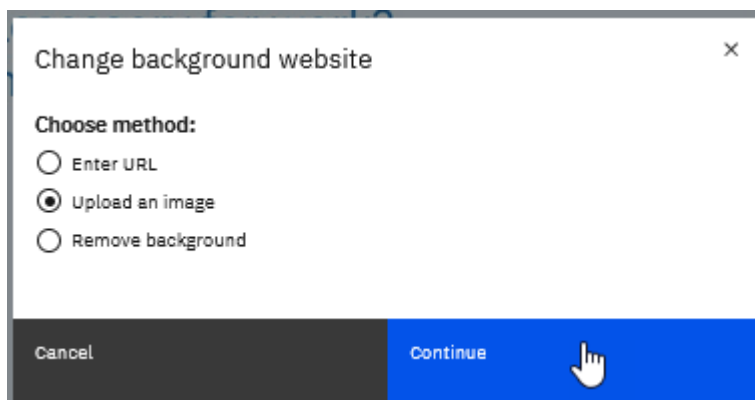 Change background website
Choose method:
Enter URL
Upload an image
Remove background
Cancel
Continue